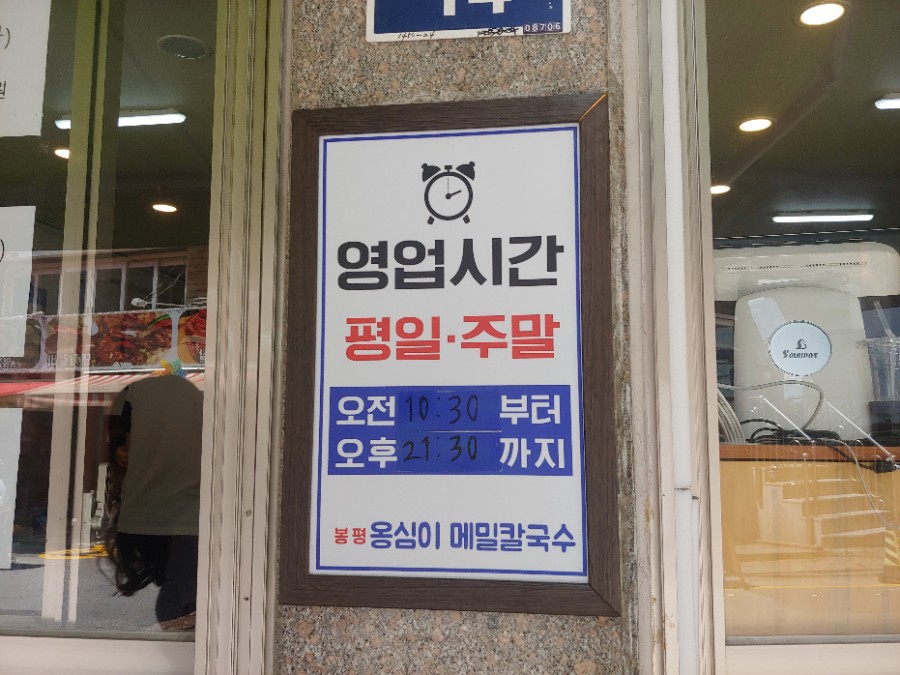 08706
영업시간
평일·주말
오전 10:30 부터
오후 21:30 까지
봉평 옹심이 메밀칼국수